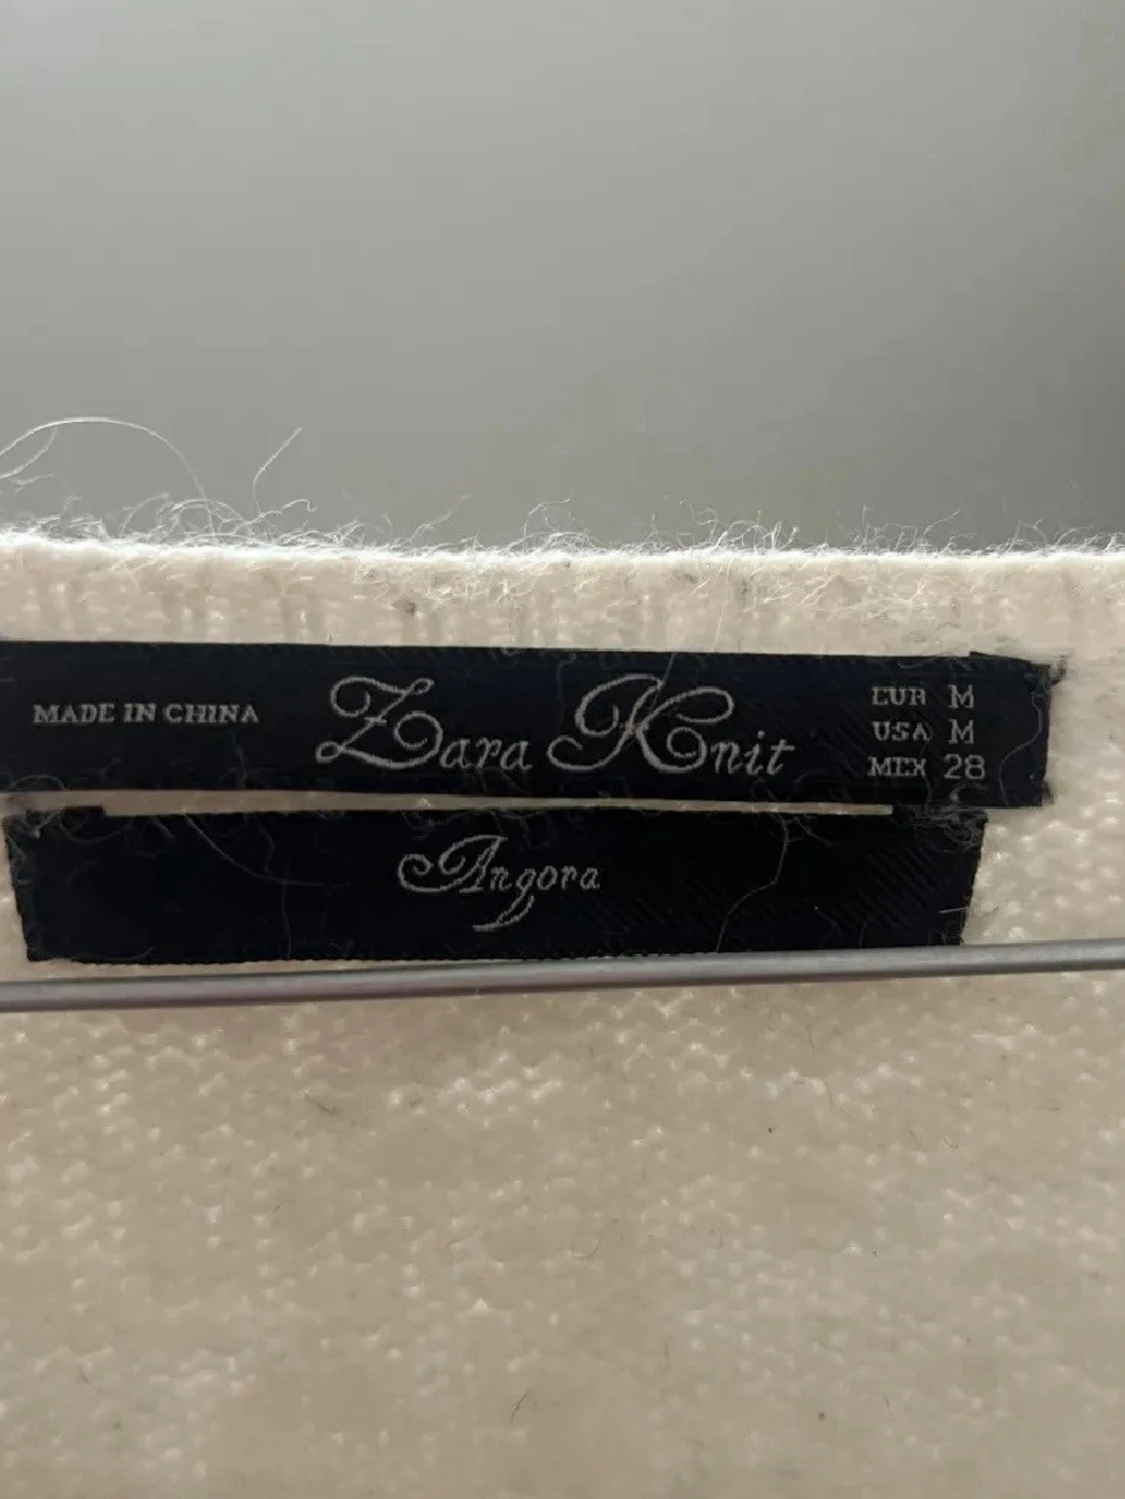 MADE IN CHINA
Zara Knit
EUR M
USA M
MEX 28
Angora